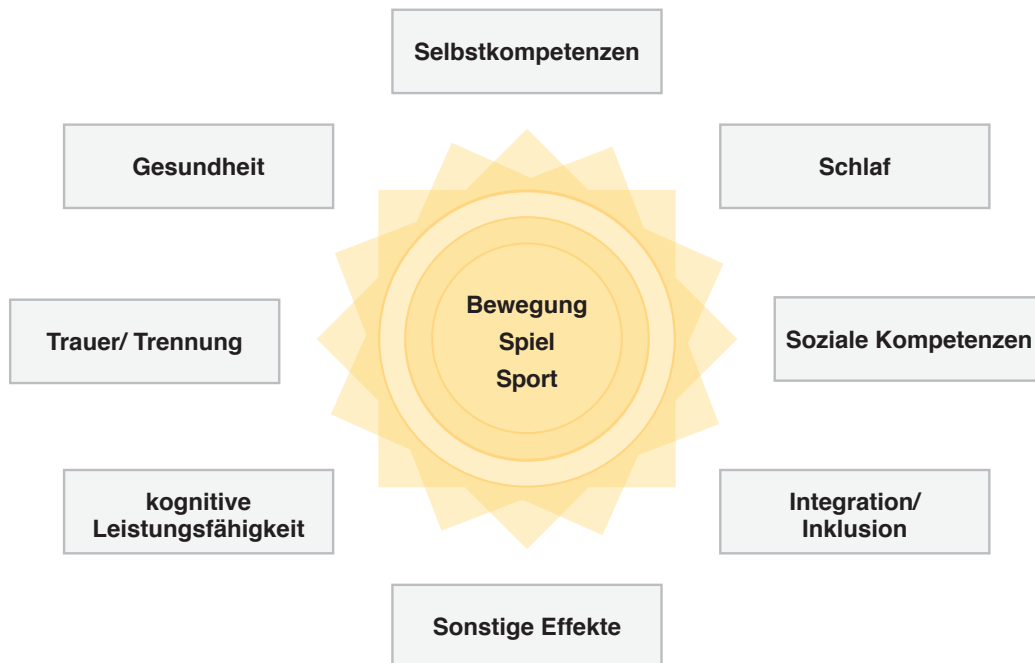 Selbstkompetenzen
Gesundheit
Schlaf
Bewegung
Spiel
Sport
Trauer/ Trennung
Soziale Kompetenzen
kognitive
Leistungsfähigkeit
Integration/
Inklusion
Sonstige Effekte